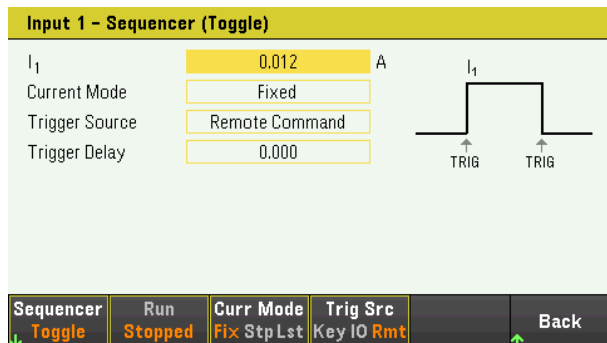 Input 1 – Sequencer (Toggle)
I1 0.012 A
Current Mode Fixed
Trigger Source Remote Command
Trigger Delay 0.000
I1
TRIG TRIG
Sequencer Run Curr Mode Trig Src
Toggle Stopped Fix Stp Lst Key IO Rmt Back